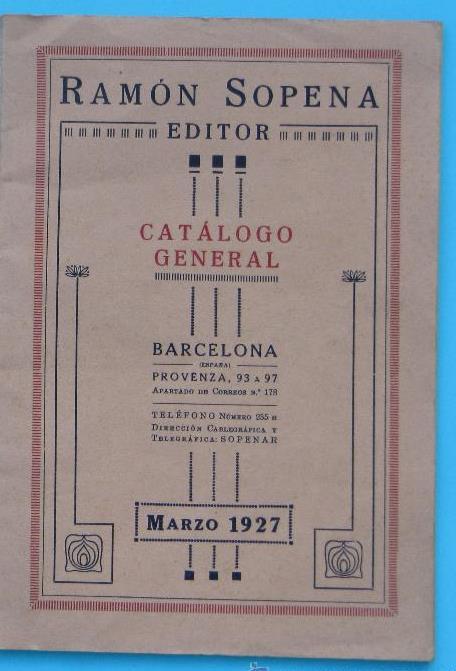 RAMÓN SOPENA
EDITOR
CATÁLOGO
GENERAL
BARCELONA
(ESPAÑA)
PROVENZA, 93 A 97
APARTADO DE CORREOS N.º 178
TELÉFONO NÚMERO 255 H
DIRECCIÓN CABLEGRÁFICA Y
TELEGRÁFICA: SOPENAR
MARZO 1927